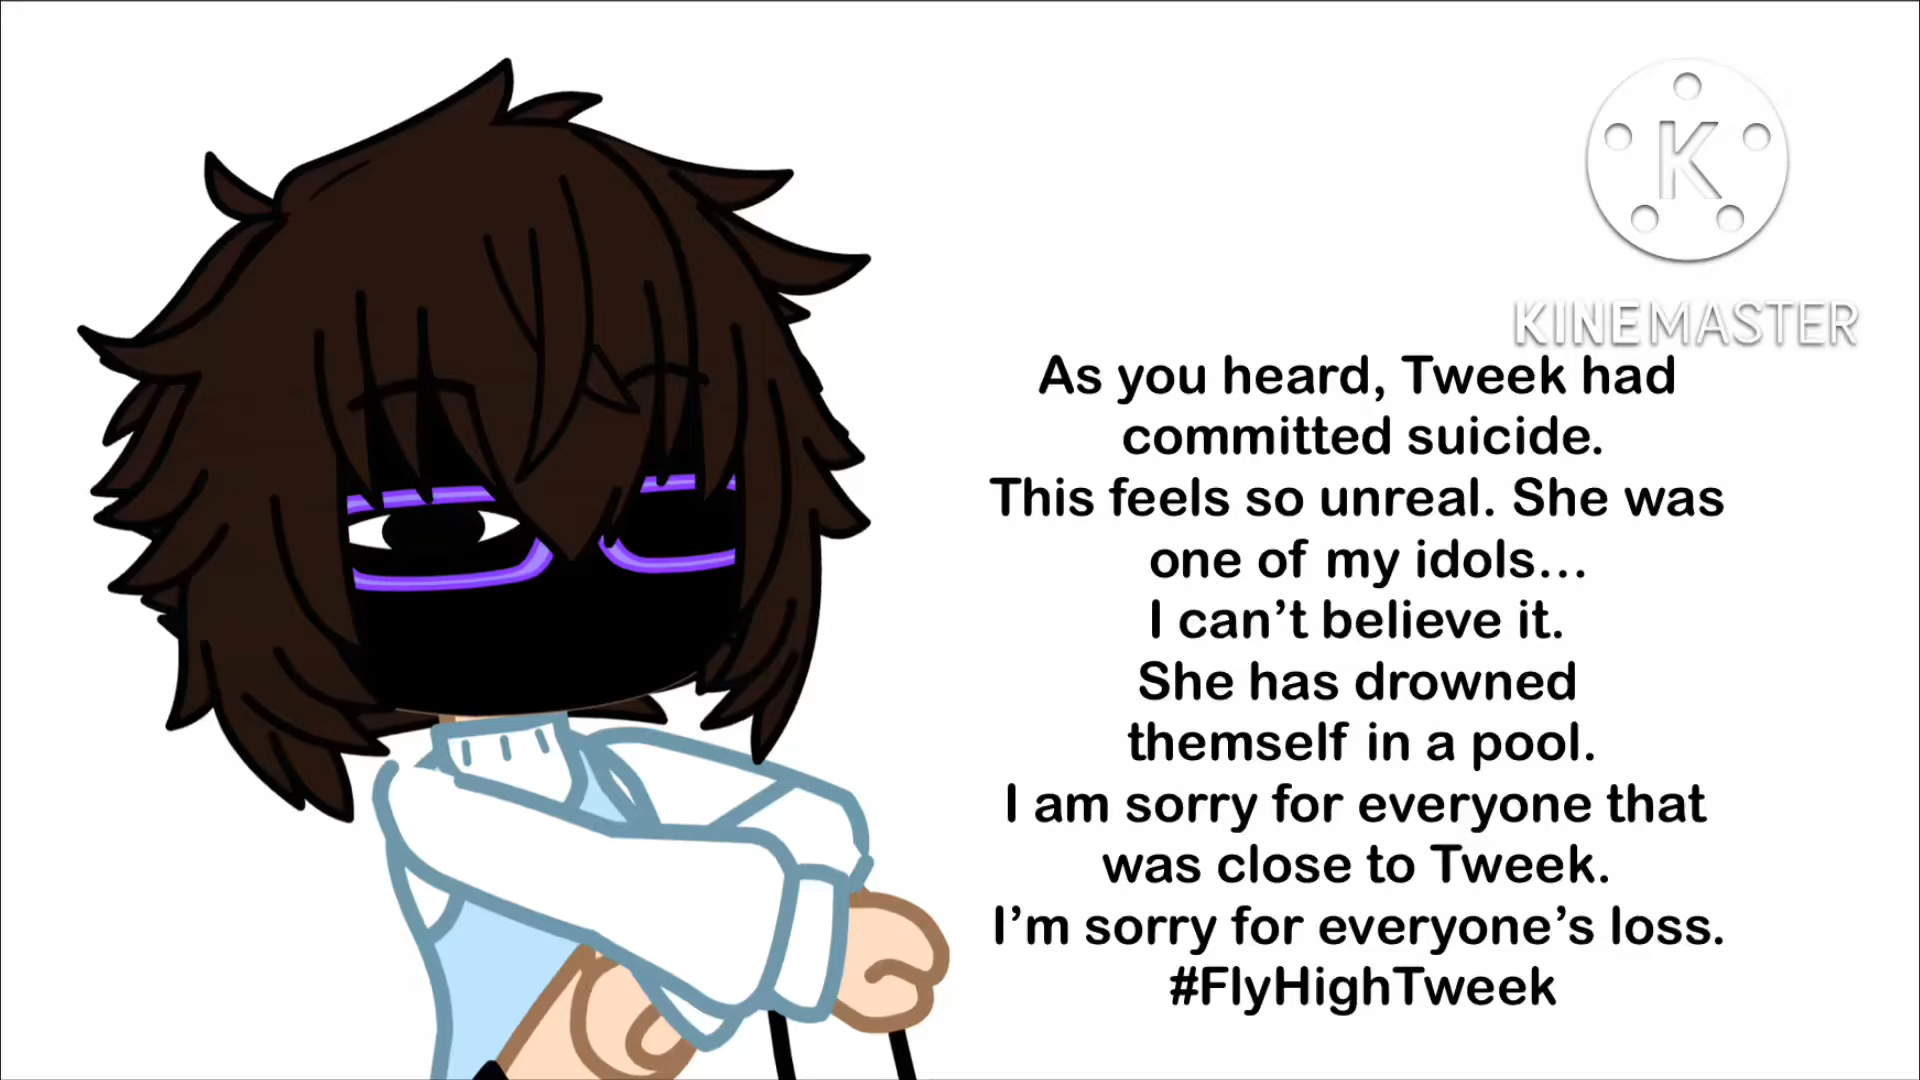 K
KINEMASTER
As you heard, Tweek had
committed suicide.
This feels so unreal. She was
one of my idols...
I can't believe it.
She has drowned
themself in a pool.
I am sorry for everyone that
was close to Tweek.
I'm sorry for everyone's loss.
#FlyHighTweek